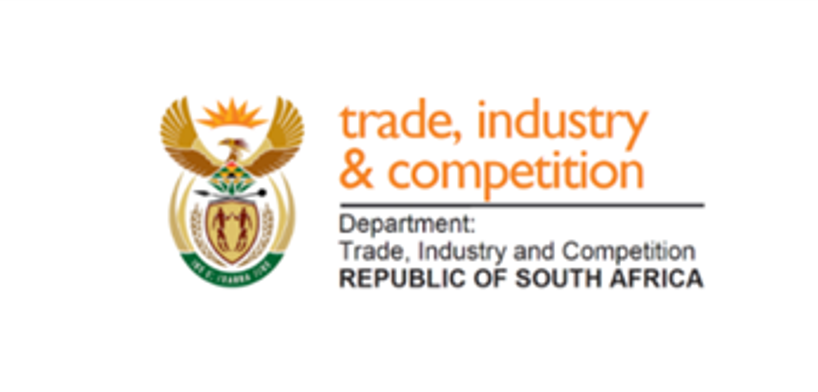 trade, industry
& competition
Department:
Trade, Industry and Competition
REPUBLIC OF SOUTH AFRICA